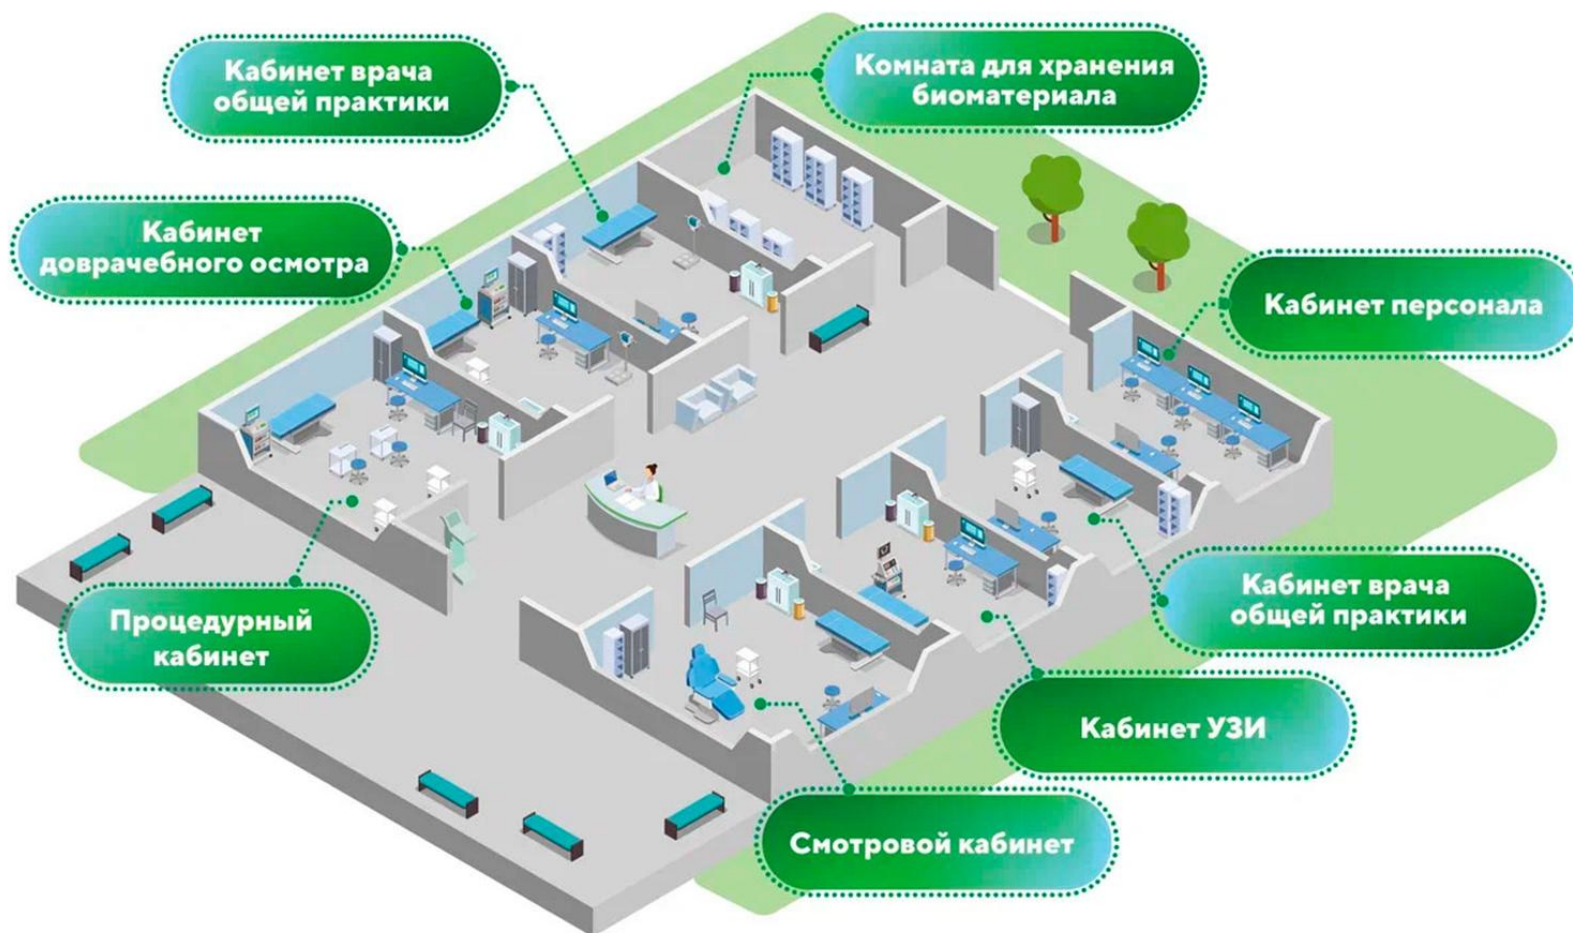 Кабинет врача
общей практики
Комната для хранения
биоматериала
Кабинет
доврачебного осмотра
Кабинет персонала
Процедурный
кабинет
Кабинет врача
общей практики
Кабинет УЗИ
Смотровой кабинет